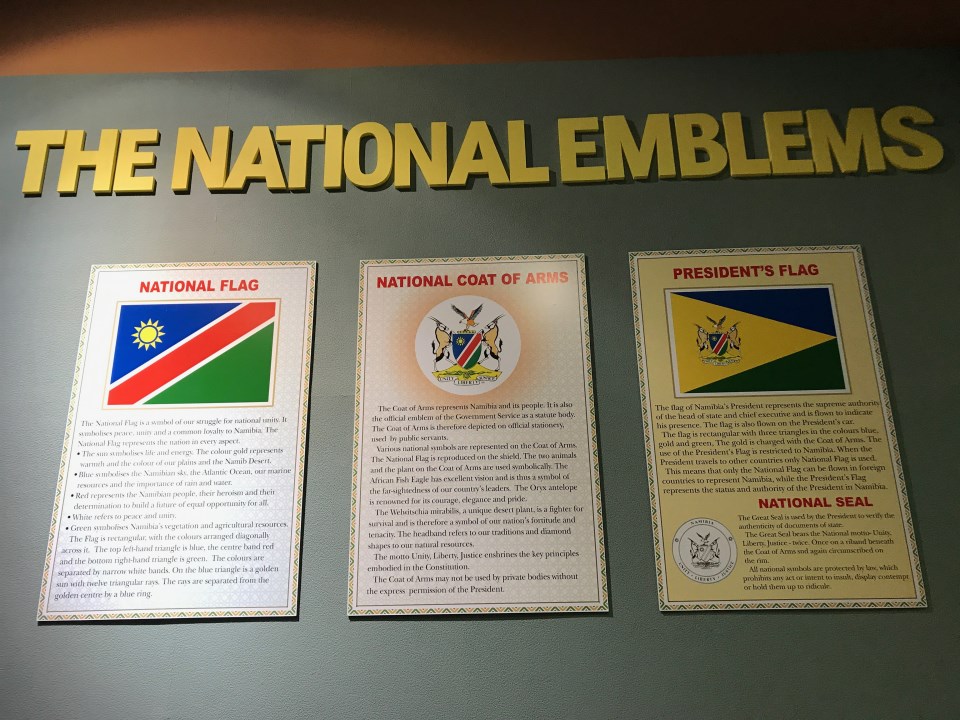 THE NATIONAL EMBLEMS
NATIONAL FLAG
The National Flag is a symbol of our struggle for national unity. It
symbolises peace, unity and a common loyalty to Namibia. The
National Flag represents the nation in every aspect.
• The sun symbolises life and energy. The colour gold represents
warmth and the colour of our plains and the Namib Desert.
• Blue symbolises the Namibian sky, the Atlantic Ocean, our marine
resources and the importance of rain and water.
• Red represents the Namibian people, their heroism and their
determination to build a future of equal opportunity for all.
• White refers to peace and unity.
• Green symbolises Namibia's vegetation and agricultural resources.
The Flag is rectangular, with the colours arranged diagonally
across it. The top left-hand triangle is blue, the centre band red
and the bottom right-hand triangle is green. The colours are
separated by narrow white bands. On the blue triangle is a golden
sun with twelve triangular rays. The rays are separated from the
golden centre by a blue ring.
NATIONAL COAT OF ARMS
UNITY LIBERTY JUSTICE
The Coat of Arms represents Namibia and its people. It is also
the official emblem of the Government Service as a statute body.
The Coat of Arms is therefore depicted on official stationery,
used by public servants.
Various national symbols are represented on the Coat of Arms.
The National Flag is reproduced on the shield. The two animals
and the plant on the Coat of Arms are used symbolically. The
African Fish Eagle has excellent vision and is thus a symbol of
the far-sightedness of our country's leaders. The Oryx antelope
is renowned for its courage, elegance and pride.
The Welwitschia mirabilis, a unique desert plant, is a fighter for
survival and is therefore a symbol of our nation's fortitude and
tenacity. The headband refers to our traditions and diamond
shapes to our natural resources.
The motto Unity, Liberty, Justice enshrines the key principles
embodied in the Constitution.
The Coat of Arms may not be used by private bodies without
the express permission of the President.
PRESIDENT'S FLAG
The flag of Namibia's President represents the supreme authority
of the head of state and chief executive and is flown to indicate
his presence. The flag is also flown on the President's car.
The flag is rectangular with three triangles in the colours blue,
gold and green. The gold is charged with the Coat of Arms. The
use of the President's Flag is restricted to Namibia. When the
President travels to other countries only National Flag is used.
This means that only the National Flag can be flown in foreign
countries to represent Namibia, while the President's Flag
represents the status and authority of the President in Namibia.
NATIONAL SEAL
NAMIBIA
UNITY • LIBERTY • JUSTICE
The Great Seal is used by the President to verify the
authenticity of documents of state.
The Great Seal bears the National motto- Unity,
Liberty, Justice - twice. Once on a riband beneath
the Coat of Arms and again circumscribed on
the rim.
All national symbols are protected by law, which
prohibits any act or intent to insult, display contempt
or hold them up to ridicule.